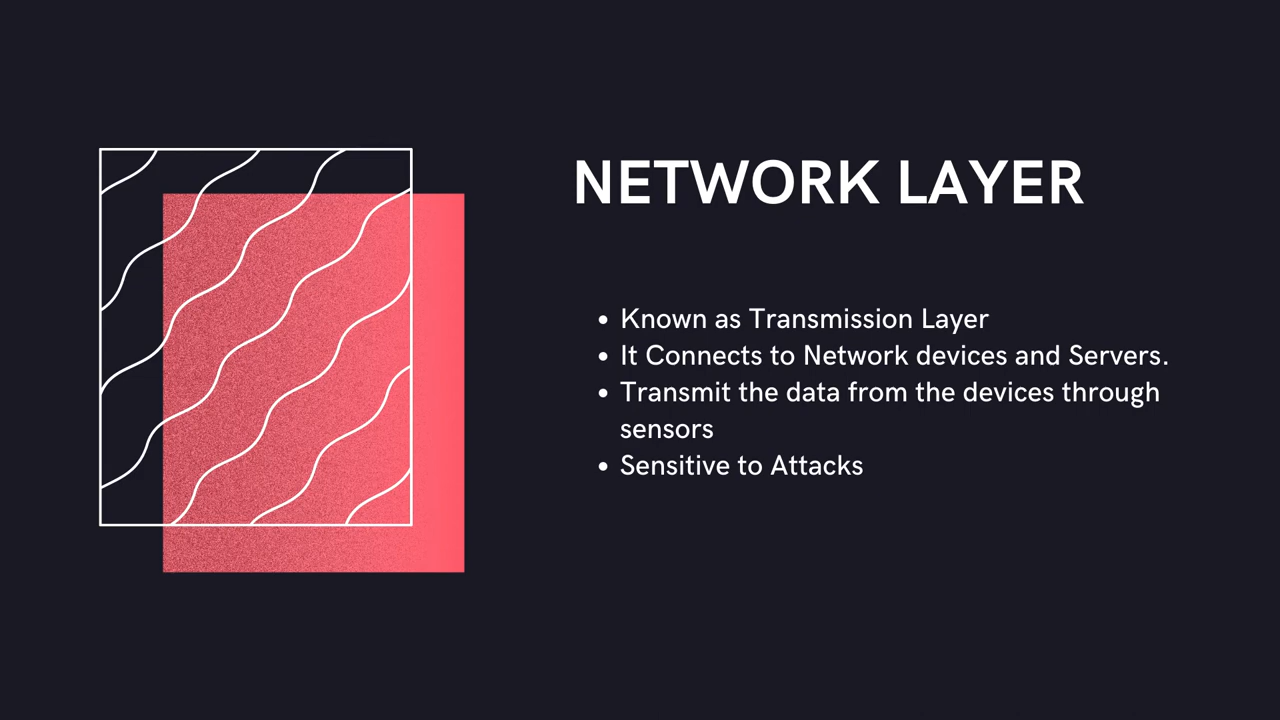 NETWORK LAYER
• Known as Transmission Layer
• It Connects to Network devices and Servers.
• Transmit the data from the devices through
sensors
• Sensitive to Attacks